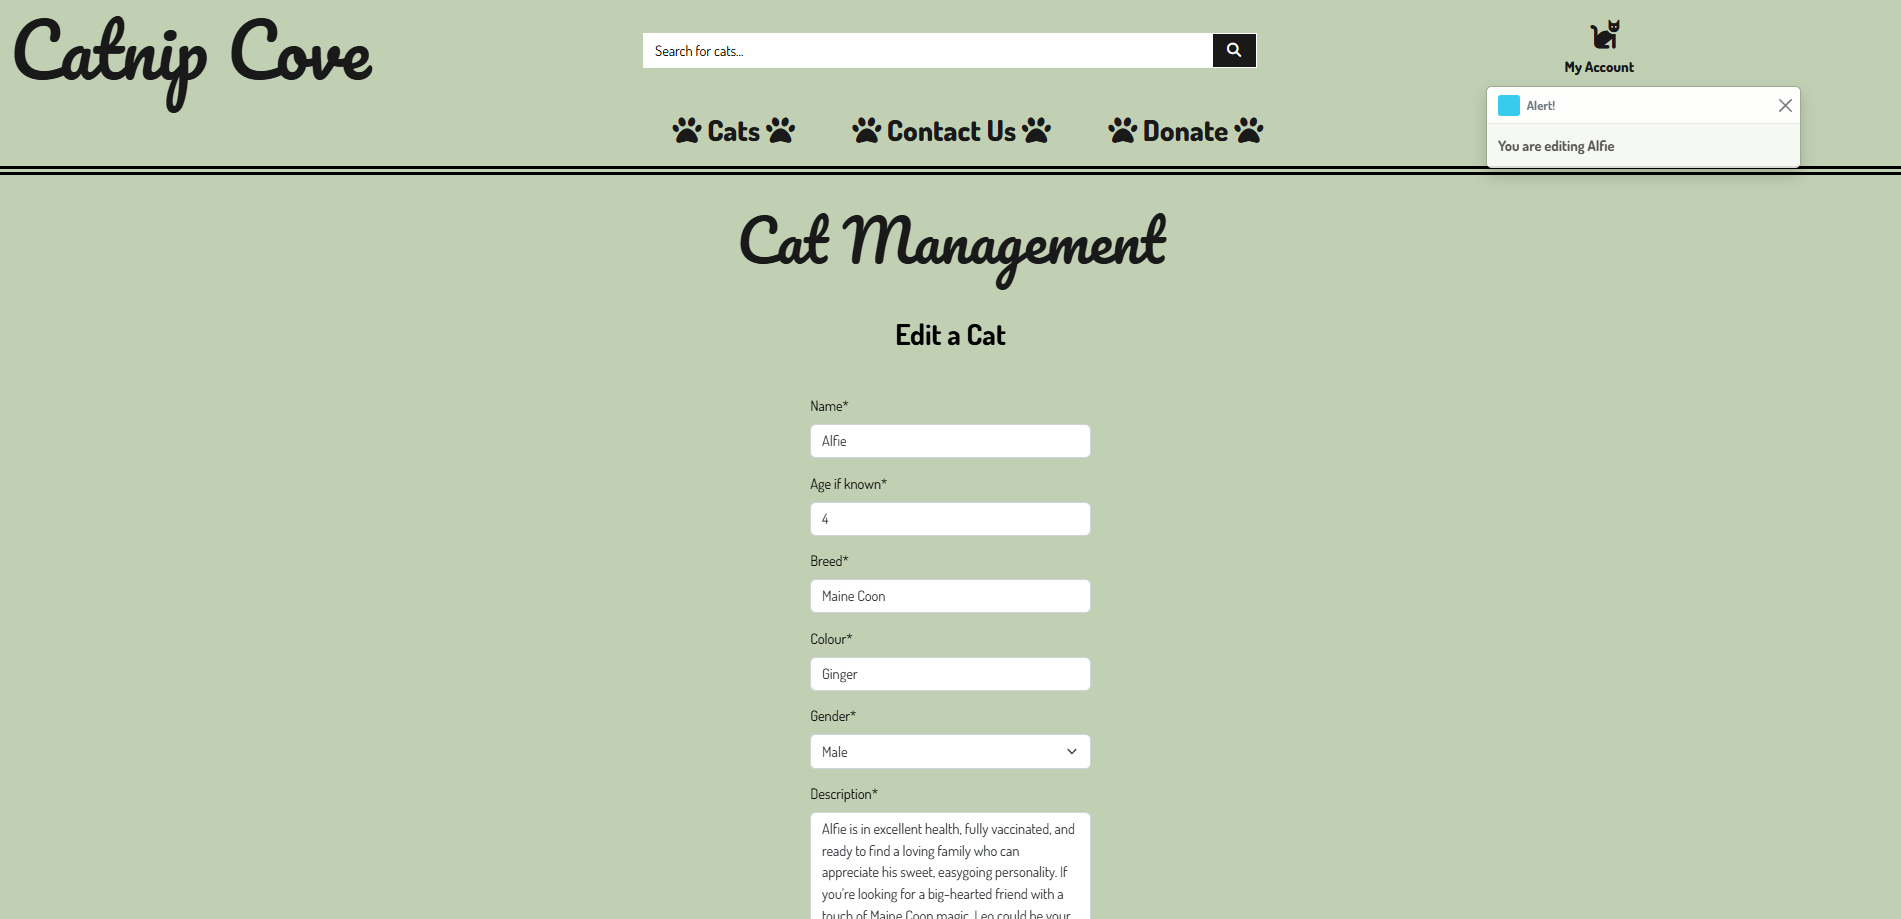 Catnip Cove
Search for cats...
My Account
Cats
Contact Us
Donate
Alert!
You are editing Alfie
Cat Management
Edit a Cat
Name*
Alfie
Age if known*
4
Breed*
Maine Coon
Colour*
Ginger
Gender*
Male
Description*
Alfie is in excellent health, fully vaccinated, and
ready to find a loving family who can
appreciate his sweet, easygoing personality. If
you're looking for a big-hearted friend with a
touch of Maine Coon magic, Leo could be your